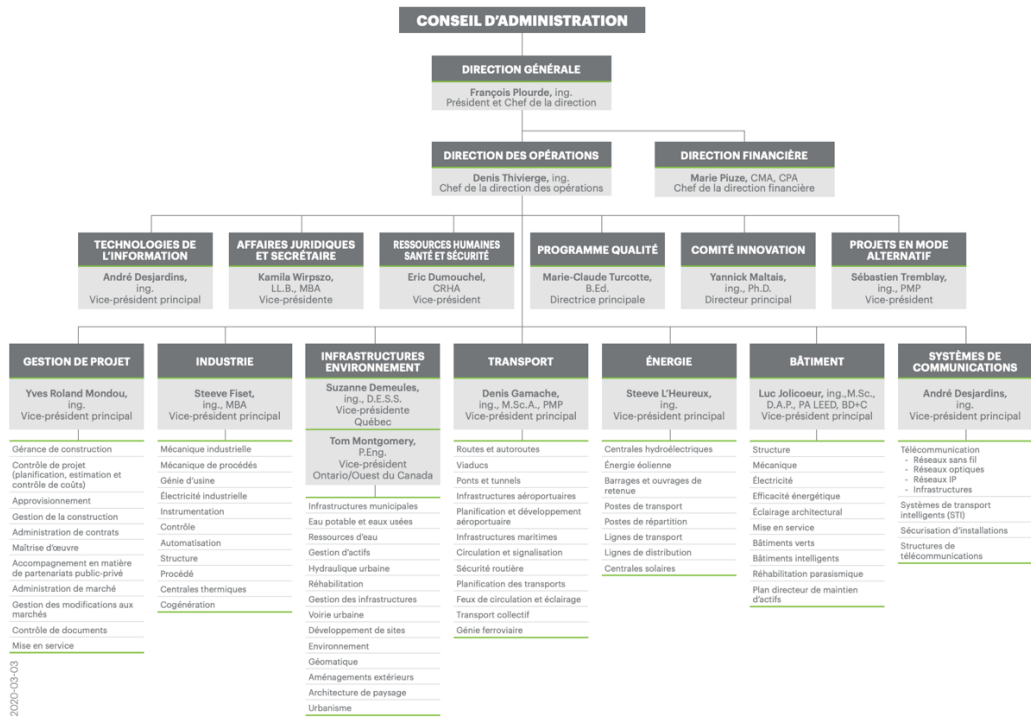 CONSEIL D'ADMINISTRATION
DIRECTION GÉNÉRALE
François Plourde, ing.
Président et Chef de la direction
DIRECTION DES OPÉRATIONS
Denis Thivierge, ing.
Chef de la direction des opérations
DIRECTION FINANCIÈRE
Marie Piuze, CMA, CPA
Chef de la direction financière
TECHNOLOGIES DE
L'INFORMATION
André Desjardins,
ing.
Vice-président principal
AFFAIRES JURIDIQUES
ET SECRÉTAIRE
Kamila Wirpszo,
LL.B., MBA
Vice-présidente
RESSOURCES HUMAINES
SANTÉ ET SÉCURITÉ
Eric Dumouchel,
CRHA
Vice-président
PROGRAMME QUALITÉ
Marie-Claude Turcotte,
B.Ed.
Directrice principale
COMITÉ INNOVATION
Yannick Maltais,
ing., Ph.D.
Directeur principal
PROJETS EN MODE
ALTERNATIF
Sébastien Tremblay,
ing., PMP
Vice-président
GESTION DE PROJET
Yves Roland Mondou,
ing.
Vice-président principal
Gérance de construction
Contrôle de projet
(planification, estimation et
contrôle de coûts)
Approvisionnement
Gestion de la construction
Administration de contrats
Maîtrise d'œuvre
Accompagnement en matière
de partenariats public-privé
Administration de marché
Gestion des modifications aux
marchés
Contrôle de documents
Mise en service
INDUSTRIE
Steeve Fiset,
ing., MBA
Vice-président principal
Mécanique industrielle
Mécanique de procédés
Génie d'usine
Électricité industrielle
Instrumentation
Contrôle
Automatisation
Structure
Procédé
Centrales thermiques
Cogénération
INFRASTRUCTURES
ENVIRONNEMENT
Suzanne Demeules,
ing., D.E.S.S.
Vice-présidente
Québec
Tom Montgomery,
P.Eng.
Vice-président
Ontario/Ouest du Canada
Infrastructures municipales
Eau potable et eaux usées
Ressources d'eau
Gestion d'actifs
Hydraulique urbaine
Réhabilitation
Gestion des infrastructures
Voirie urbaine
Développement de sites
Environnement
Géomatique
Aménagements extérieurs
Architecture de paysage
Urbanisme
TRANSPORT
Denis Gamache,
ing., M.Sc.A., PMP
Vice-président principal
Routes et autoroutes
Viaducs
Ponts et tunnels
Infrastructures aéroportuaires
Planification et développement
aéroportuaire
Infrastructures maritimes
Circulation et signalisation
Sécurité routière
Planification des transports
Feux de circulation et éclairage
Transport collectif
Génie ferroviaire
ÉNERGIE
Steeve L'Heureux,
ing.
Vice-président principal
Centrales hydroélectriques
Énergie éolienne
Barrages et ouvrages de
retenue
Postes de transport
Postes de répartition
Lignes de transport
Lignes de distribution
Centrales solaires
BÂTIMENT
Luc Jolicoeur, ing.,M.Sc.,
D.A.P., PA LEED, BD+C
Vice-président principal
Structure
Mécanique
Électricité
Efficacité énergétique
Éclairage architectural
Mise en service
Bâtiments verts
Bâtiments intelligents
Réhabilitation parasismique
Plan directeur de maintien
d'actifs
SYSTÈMES DE
COMMUNICATIONS
André Desjardins,
ing.
Vice-président principal
Télécommunication
- Réseaux sans fil
- Réseaux optiques
- Réseaux IP
- Infrastructures
Systèmes de transport
intelligents (STI)
Sécurisation d'installations
Structures de
télécommunications
2020-03-03